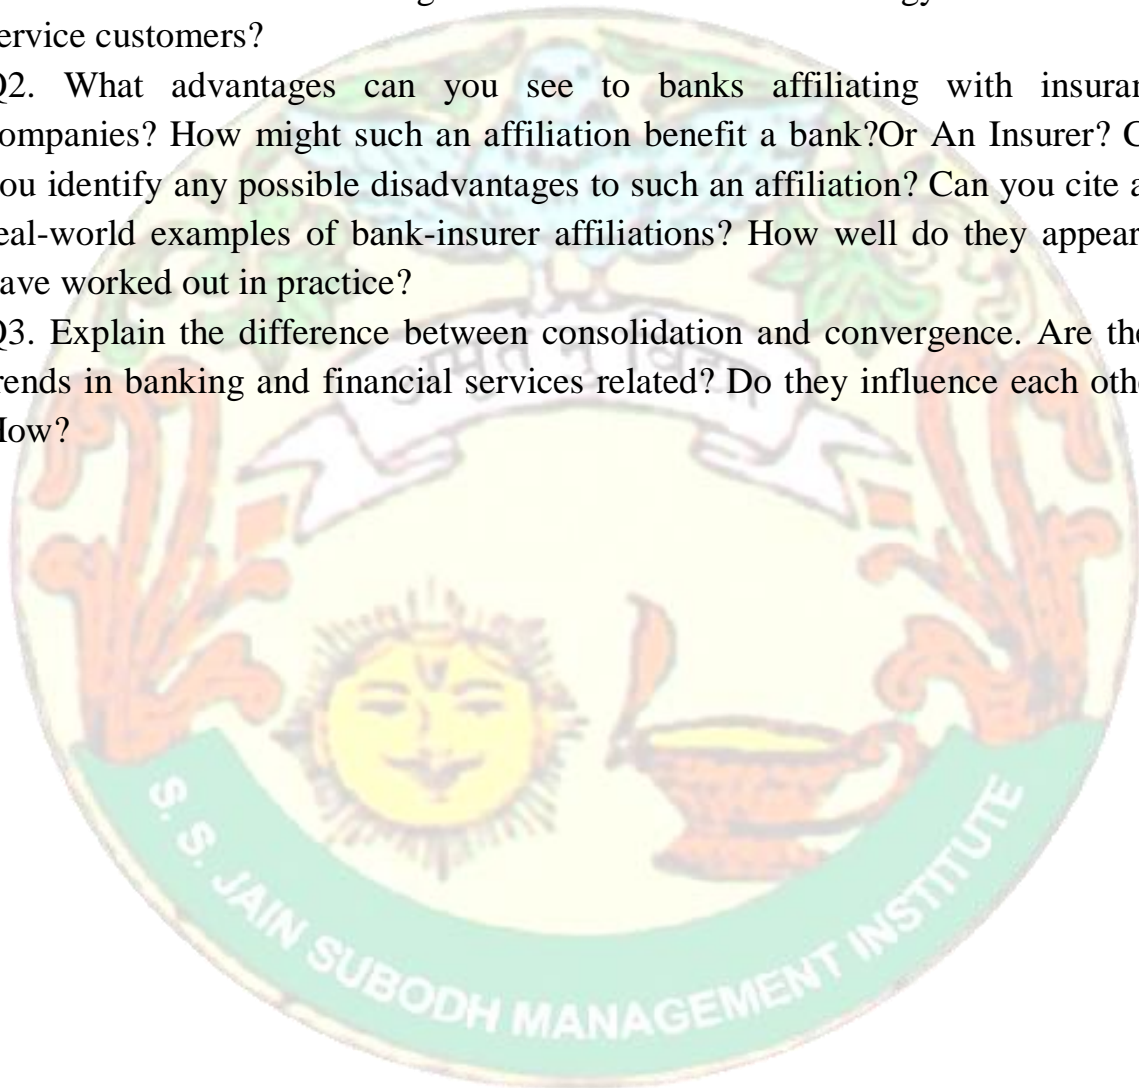 ervice customers?
Q2. What advantages can you see to banks affiliating with insuran
ompanies? How might such an affiliation benefit a bank?Or An Insurer? C
ou identify any possible disadvantages to such an affiliation? Can you cite a
eal-world examples of bank-insurer affiliations? How well do they appear
ave worked out in practice?
Q3. Explain the difference between consolidation and convergence. Are the
rends in banking and financial services related? Do they influence each othe
How?
S. S. JAIN SUBODH MANAGEMENT INSTITUTE